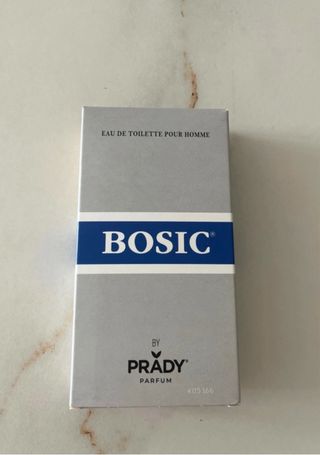 EAU DE TOILETTE POUR HOMME
BOSIC®
BY
PRADY®
PARFUM